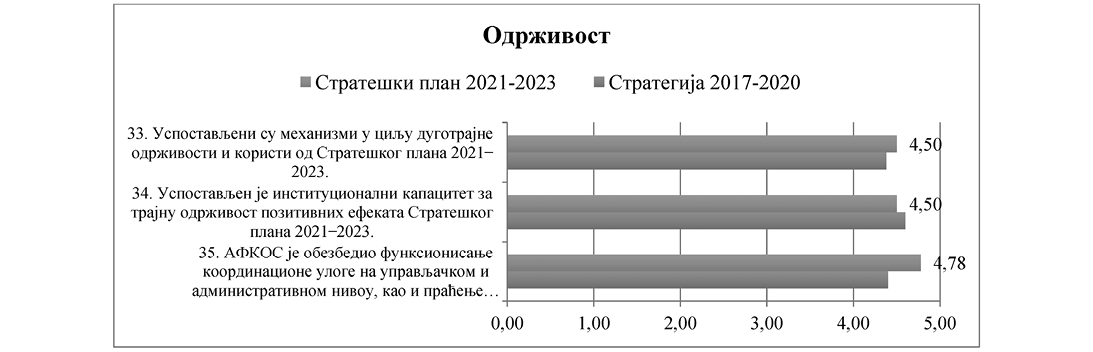 Одрживост
Стратешки план 2021-2023 Стратегија 2017-2020
33. Успостављени су механизми у циљу дуготрајне
одрживости и користи од Стратешког плана 2021−
2023.
4,50
34. Успостављен је институционални капацитет за
трајну одрживост позитивних ефеката Стратешког
плана 2021−2023.
4,50
35. АФКОС је обезбедио функсионисање
координационе улоге на управљачком и
административном нивоу, као и праћење…
4,78
0,00 1,00 2,00 3,00 4,00 5,00